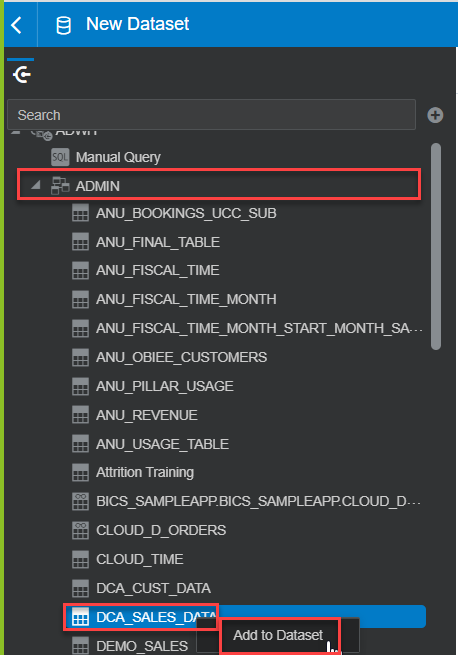 New Dataset
Search
ADWH
SQL Manual Query
ADMIN
ANU_BOOKINGS_UCC_SUB
ANU_FINAL_TABLE
ANU_FISCAL_TIME
ANU_FISCAL_TIME_MONTH
ANU_FISCAL_TIME_MONTH_START_MONTH_SA...
ANU_OBIEE_CUSTOMERS
ANU_PILLAR_USAGE
ANU_REVENUE
ANU_USAGE_TABLE
Attrition Training
BICS_SAMPLEAPP.BICS_SAMPLEAPP.CLOUD_D...
CLOUD_D_ORDERS
CLOUD_TIME
DCA_CUST_DATA
DCA_SALES_DATA
Add to Dataset
DEMO_SALES